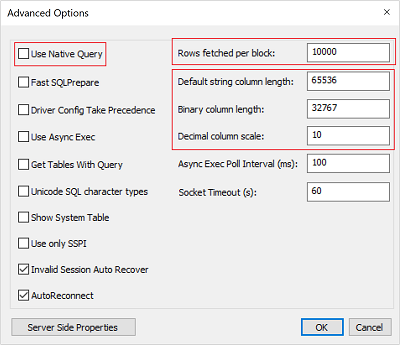 Advanced Options
Use Native Query
Rows fetched per block: 10000
Fast SQLPrepare
Default string column length: 65536
Driver Config Take Precedence
Binary column length: 32767
Use Async Exec
Decimal column scale: 10
Get Tables With Query
Async Exec Poll Interval (ms): 100
Unicode SQL character types
Socket Timeout (s): 60
Show System Table
Use only SSPI
Invalid Session Auto Recover
AutoReconnect
Server Side Properties
OK
Cancel